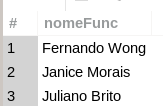 # nomeFunc
1 Fernando Wong
2 Janice Morais
3 Juliano Brito